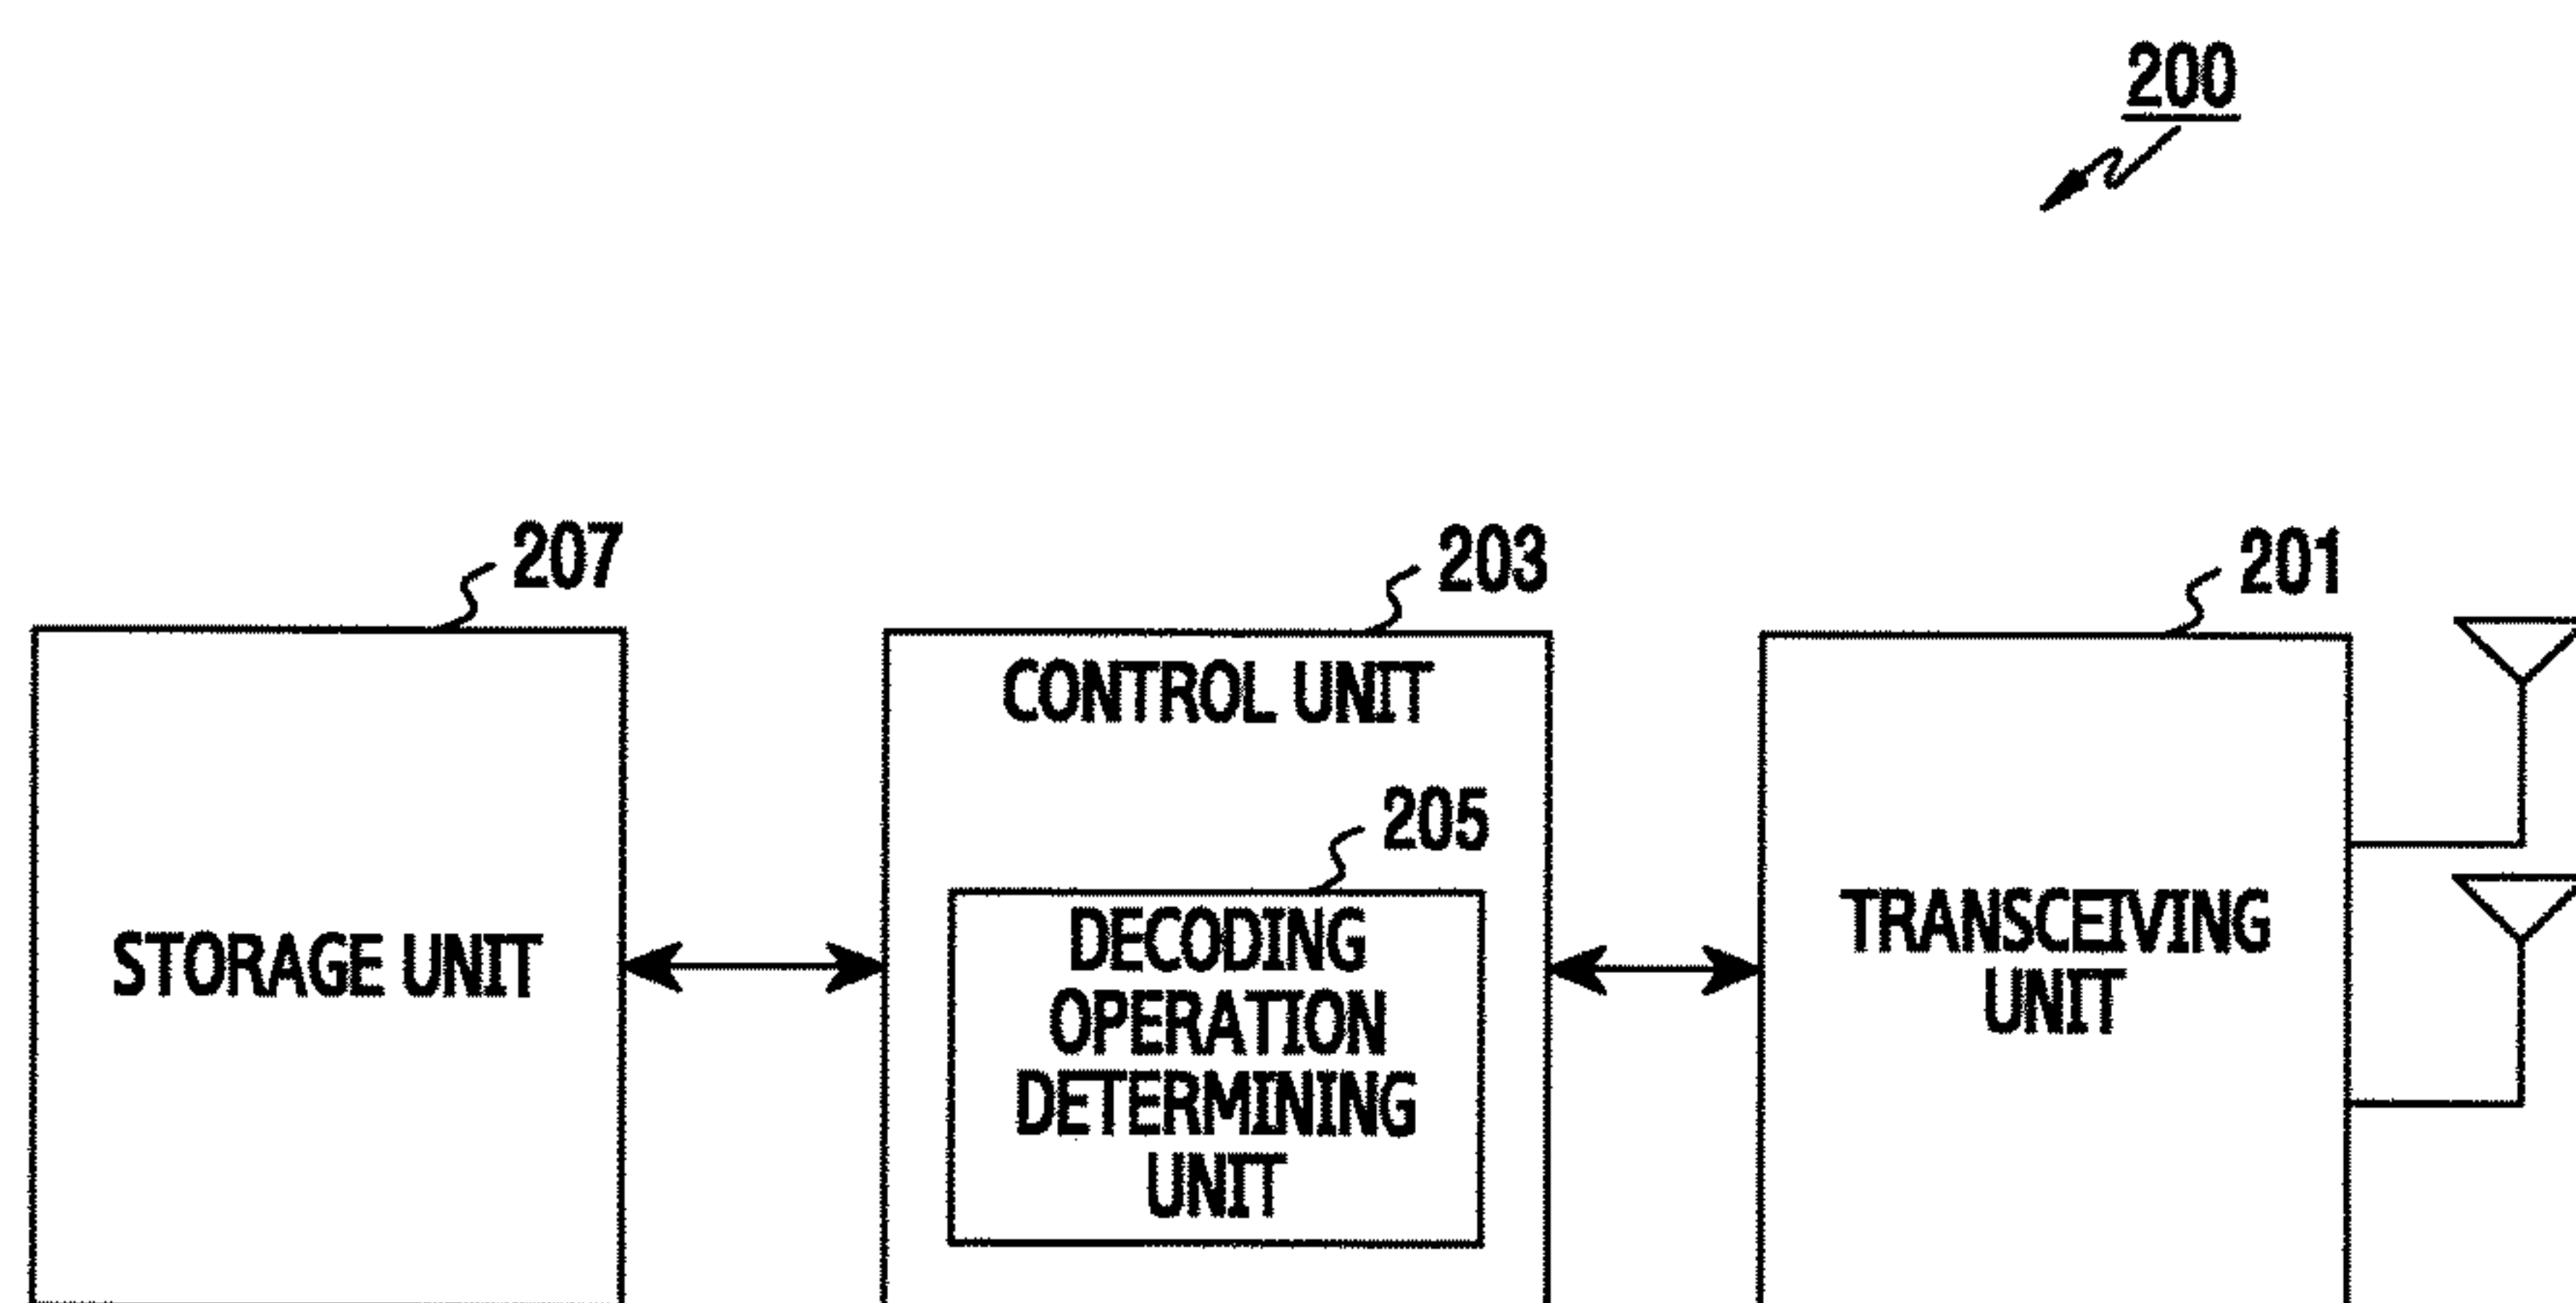 200
207
203
201
CONTROL UNIT
205
STORAGE UNIT
DECODING
OPERATION
DETERMINING
UNIT
TRANSCEIVING
UNIT